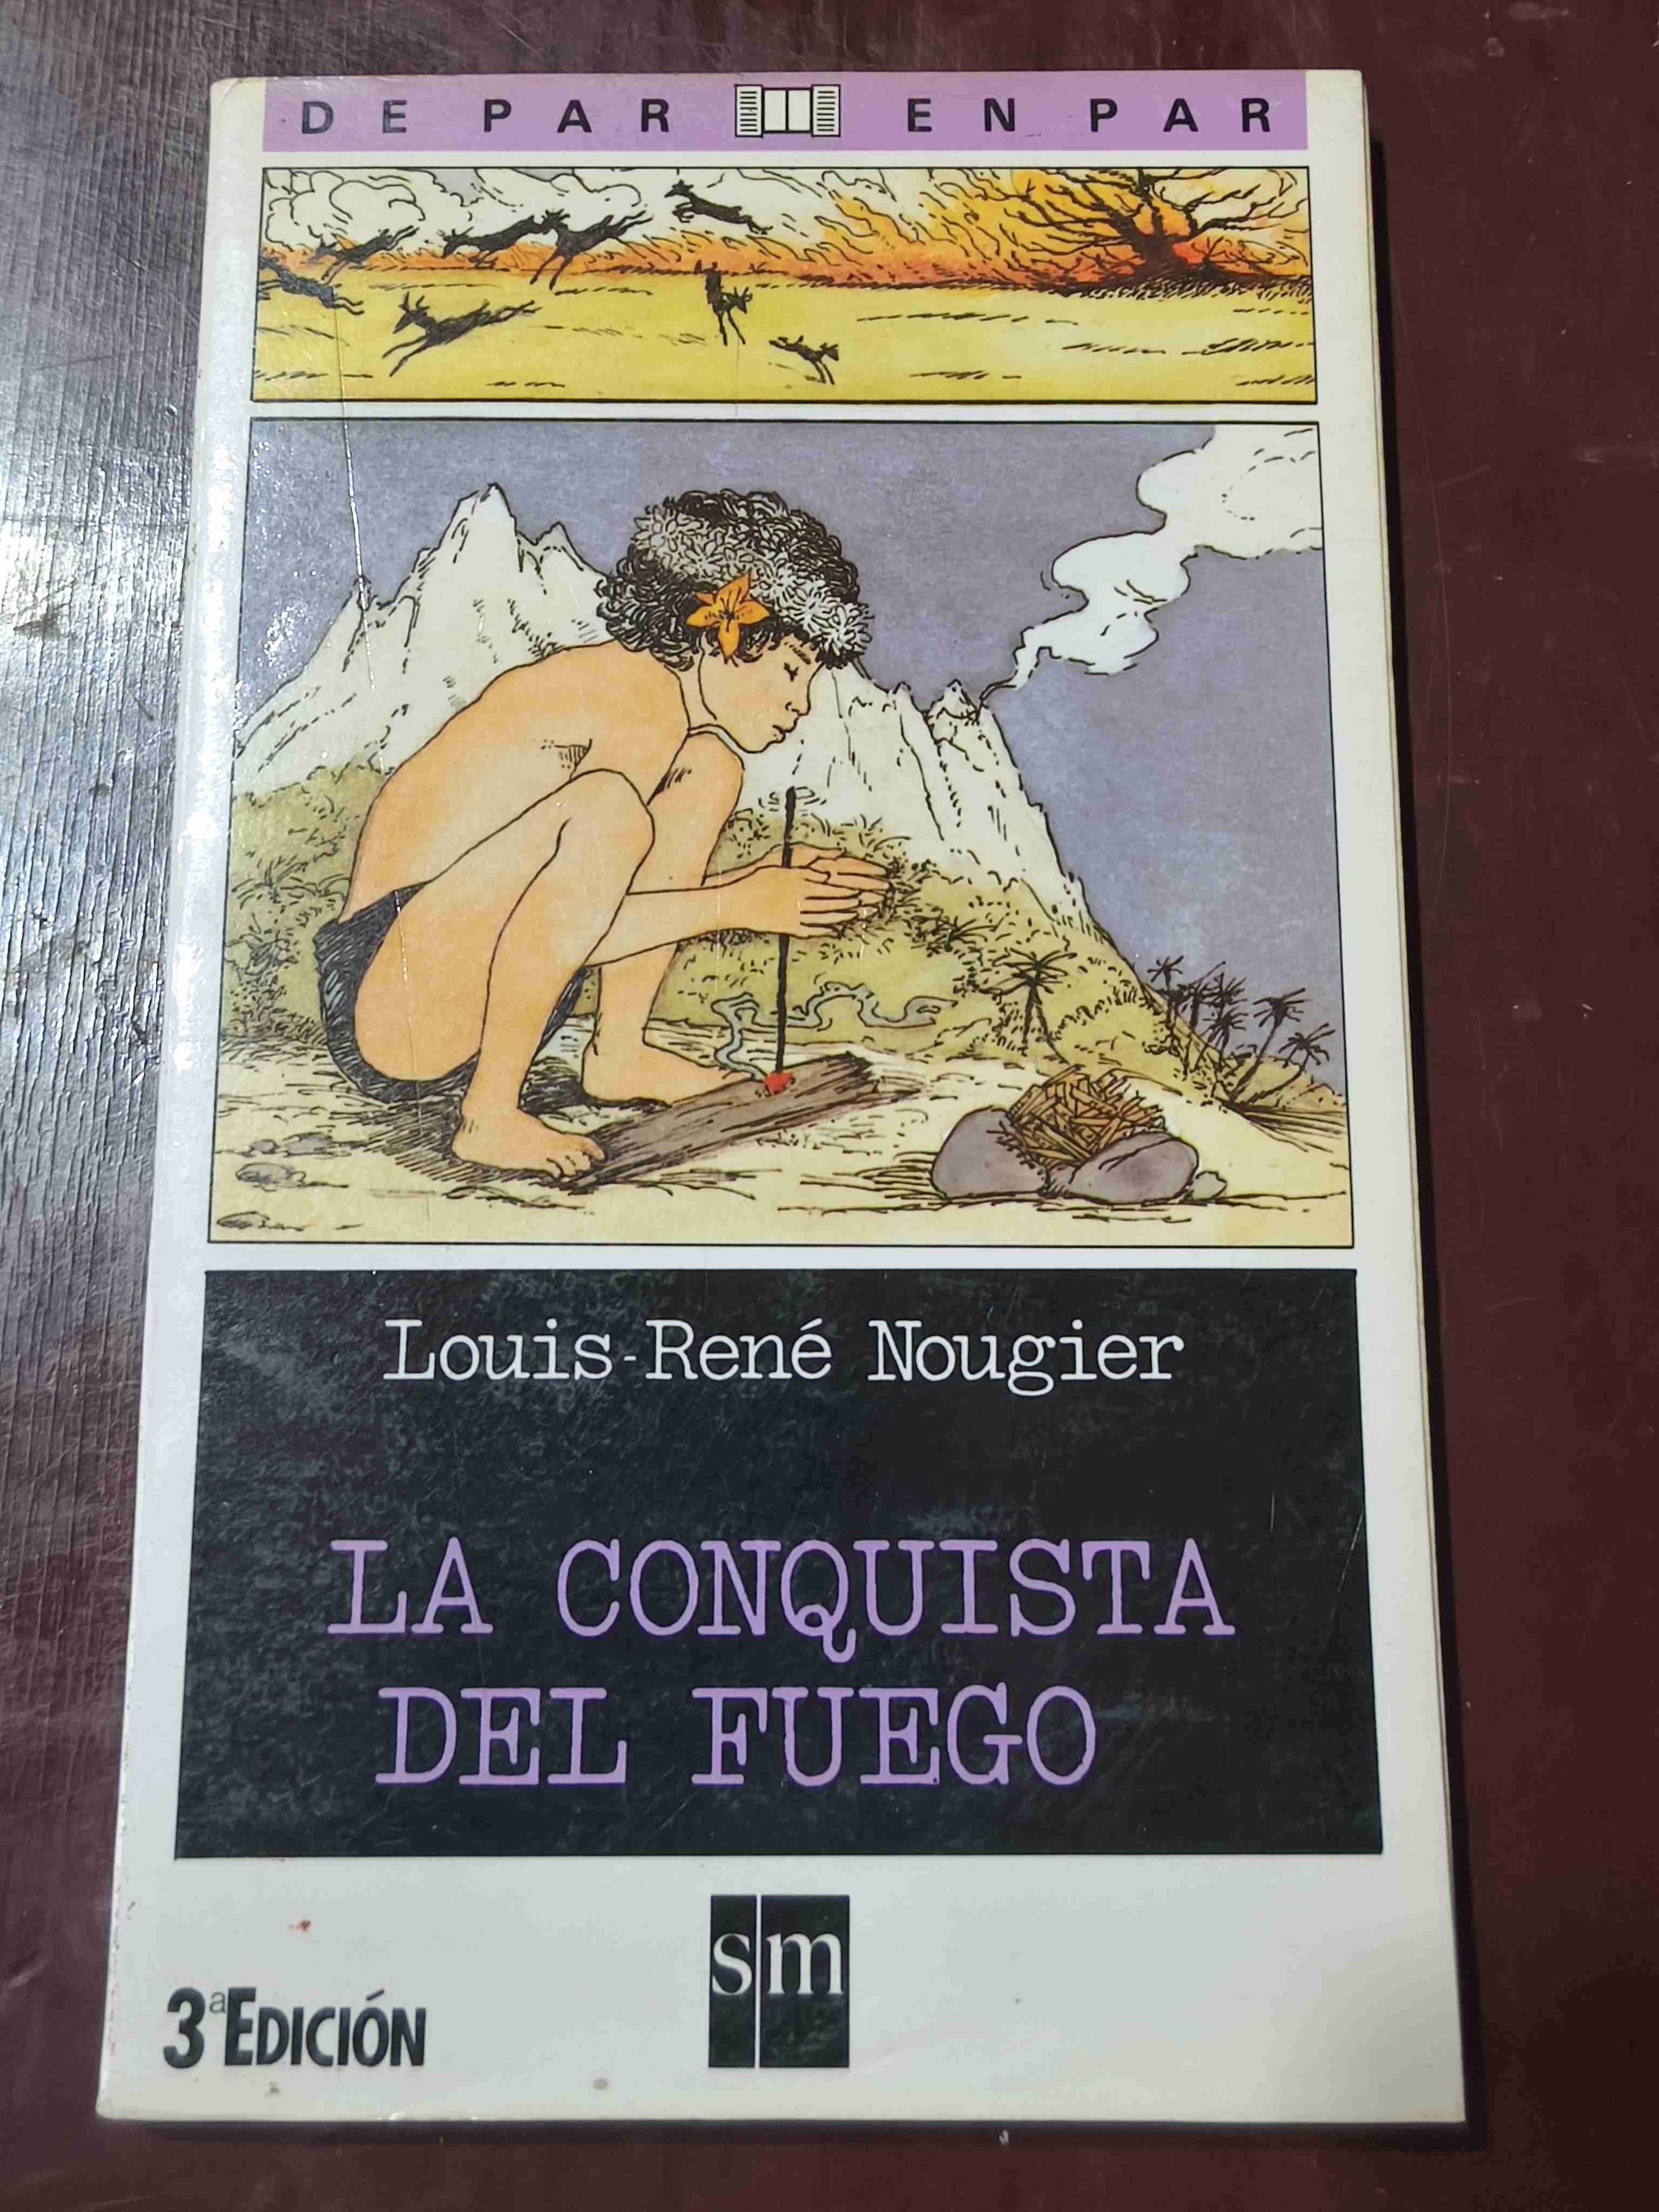 DE PAR EN PAR
Louis-René Nougier
LA CONQUISTA
DEL FUEGO
sm
3ª EDICIÓN